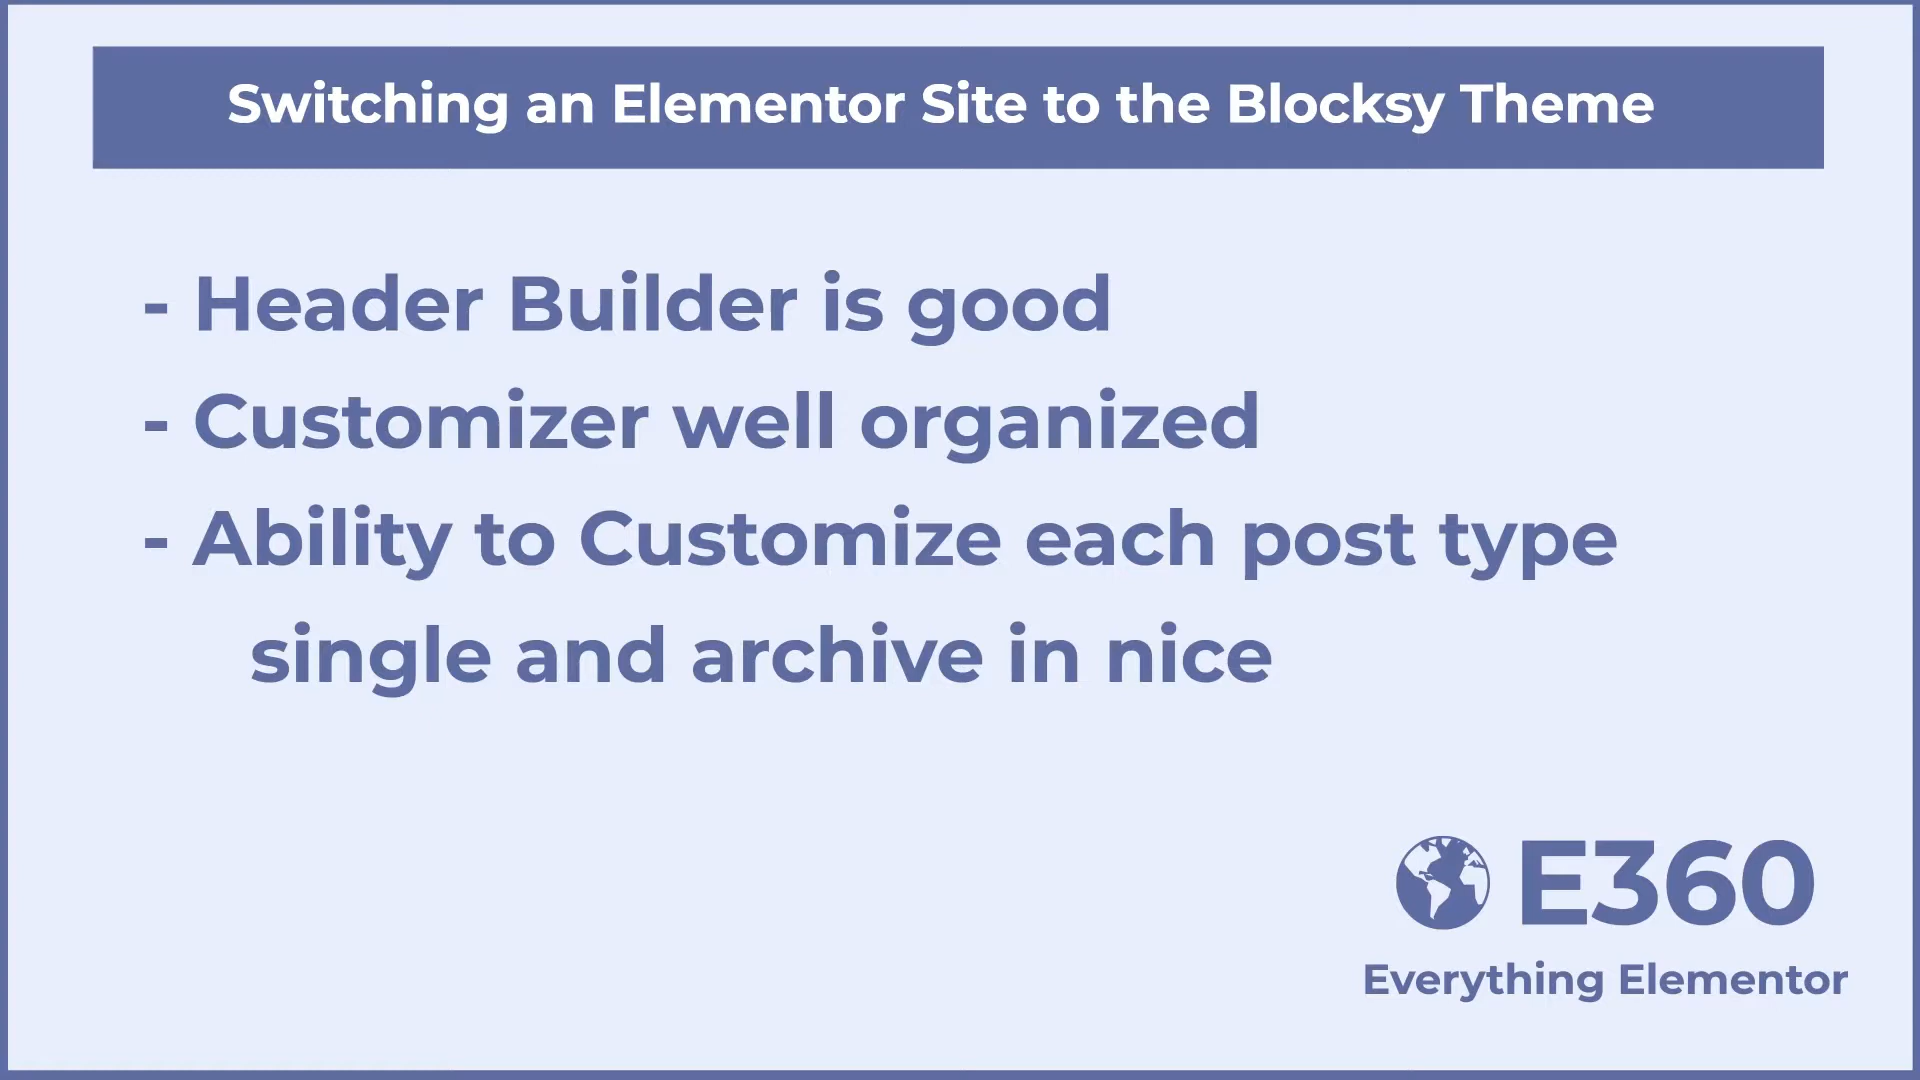 Switching an Elementor Site to the Blocksy Theme
- Header Builder is good
- Customizer well organized
- Ability to Customize each post type
single and archive in nice
E360
Everything Elementor